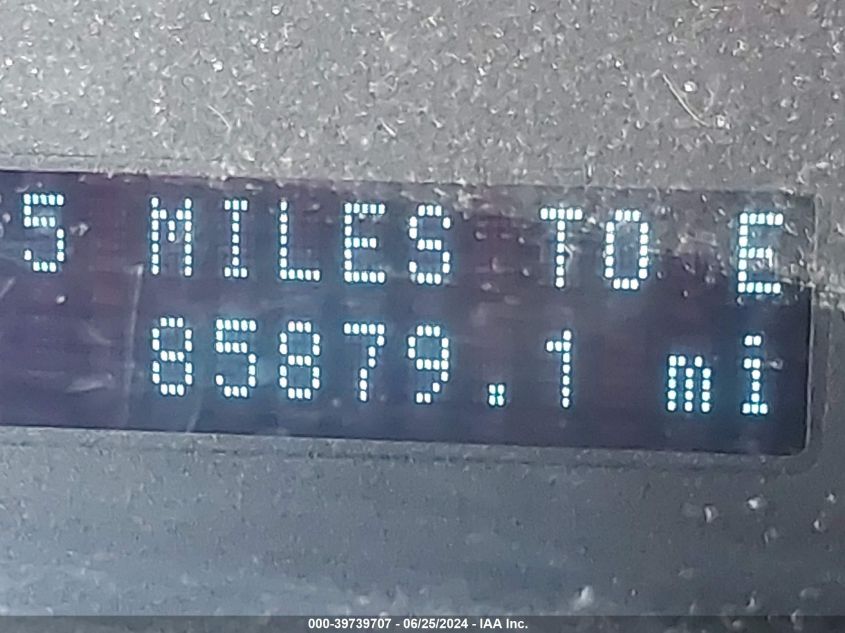 5 MILES TO E
85879.1 mi
000-39739707 - 06/25/2024 - IAA Inc.